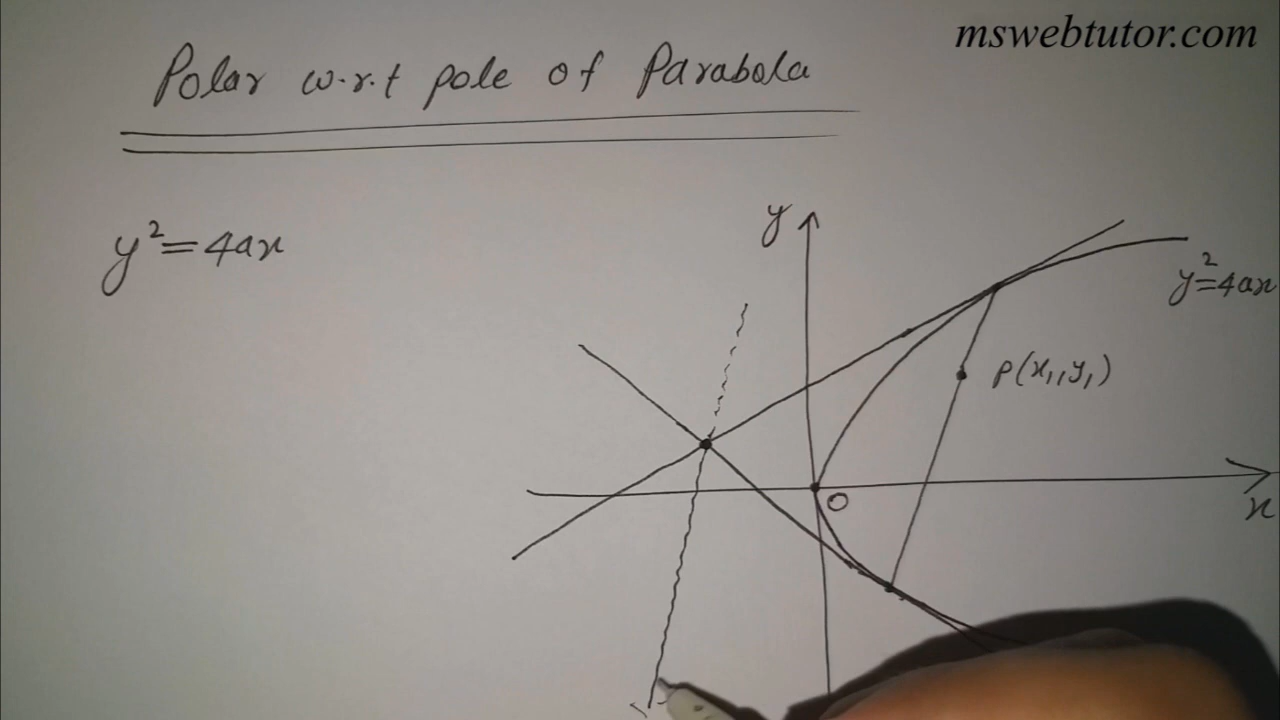 mswebtutor.com
Polar w.r.t pole of Parabola
y²=4ax
y
y²=4ax
P(x₁,y₁)
O
x